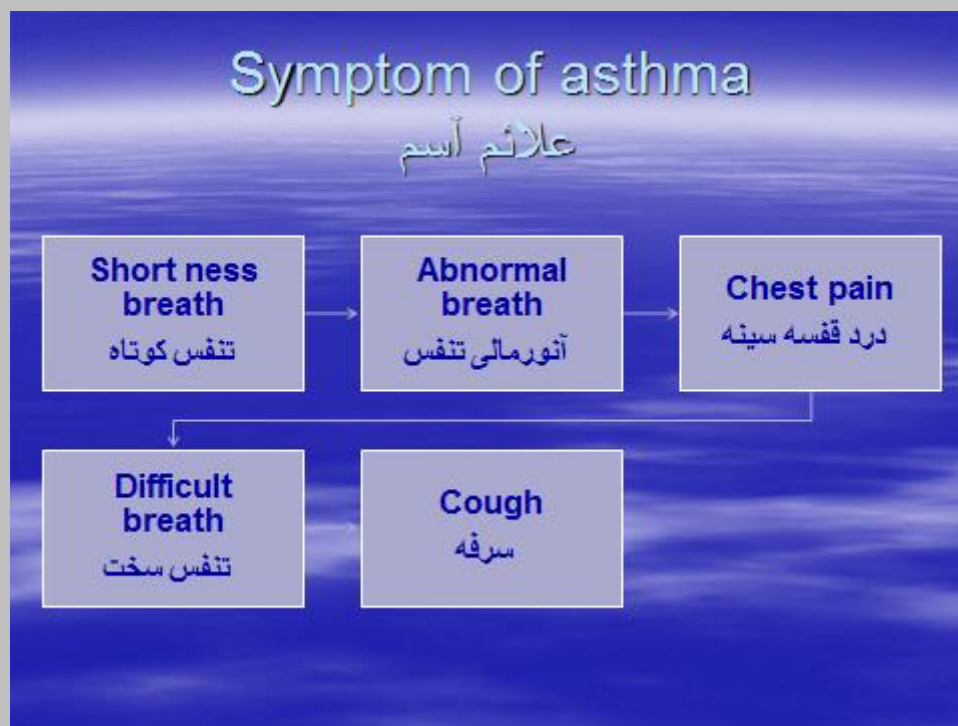 Symptom of asthma
علائم آسم
Short ness
breath
تنفس کوتاه
Abnormal
breath
آنورمالی تنفس
Chest pain
درد قفسه سینه
Difficult
breath
تنفس سخت
Cough
سرفه